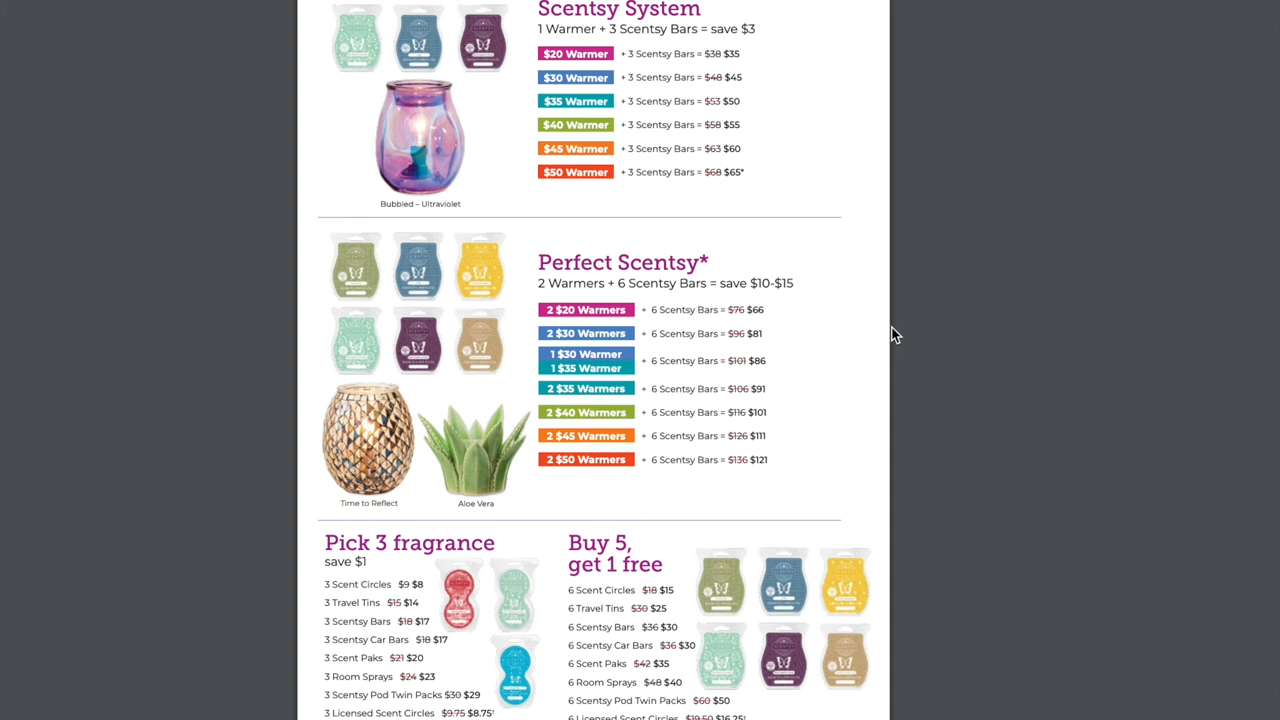 Scentsy System
1 Warmer + 3 Scentsy Bars = save $3
$20 Warmer + 3 Scentsy Bars = $38 $35
$30 Warmer + 3 Scentsy Bars = $48 $45
$35 Warmer + 3 Scentsy Bars = $53 $50
$40 Warmer + 3 Scentsy Bars = $58 $55
$45 Warmer + 3 Scentsy Bars = $63 $60
$50 Warmer + 3 Scentsy Bars = $68 $65*
Bubbled – Ultraviolet
Perfect Scentsy*
2 Warmers + 6 Scentsy Bars = save $10-$15
2 $20 Warmers + 6 Scentsy Bars = $76 $66
2 $30 Warmers + 6 Scentsy Bars = $96 $81
1 $30 Warmer
1 $35 Warmer + 6 Scentsy Bars = $101 $86
2 $35 Warmers + 6 Scentsy Bars = $106 $91
2 $40 Warmers + 6 Scentsy Bars = $116 $101
2 $45 Warmers + 6 Scentsy Bars = $126 $111
2 $50 Warmers + 6 Scentsy Bars = $136 $121
Time to Reflect
Aloe Vera
Pick 3 fragrance
save $1
3 Scent Circles $9 $8
3 Travel Tins $15 $14
3 Scentsy Bars $18 $17
3 Scentsy Car Bars $18 $17
3 Scent Paks $21 $20
3 Room Sprays $24 $23
3 Scentsy Pod Twin Packs $30 $29
3 Licensed Scent Circles $9.75 $8.75†
Buy 5,
get 1 free
6 Scent Circles $18 $15
6 Travel Tins $30 $25
6 Scentsy Bars $36 $30
6 Scentsy Car Bars $36 $30
6 Scent Paks $42 $35
6 Room Sprays $48 $40
6 Scentsy Pod Twin Packs $60 $50
6 Licensed Scent Circles $19.50 $16.25†